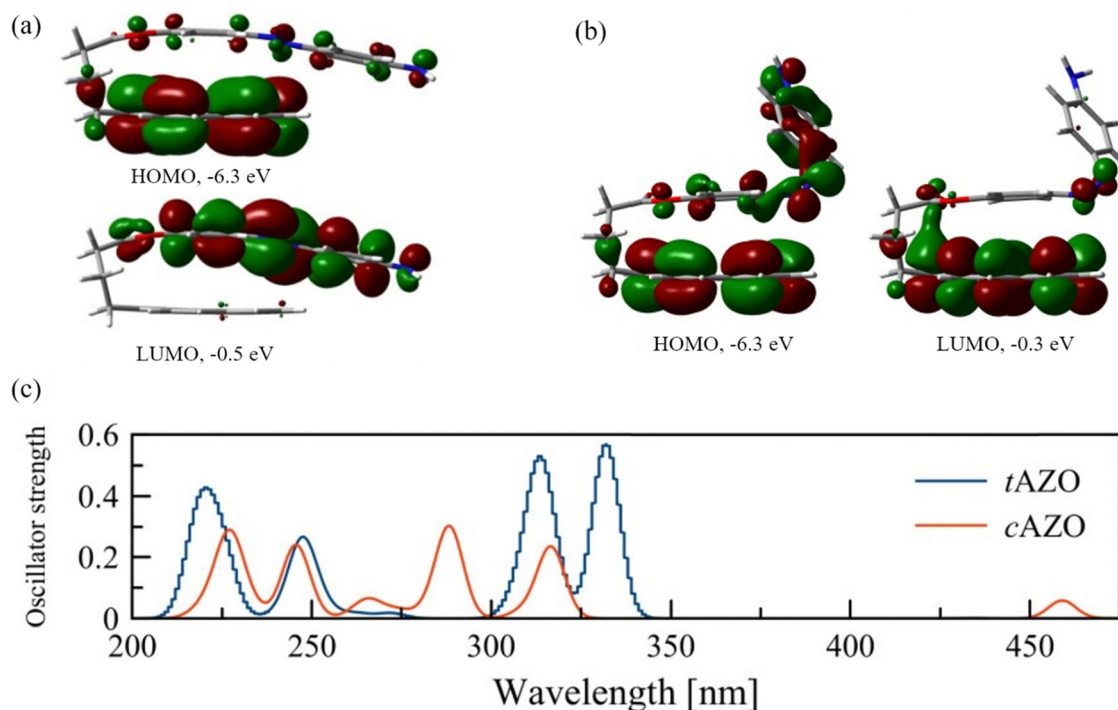 (a)
(b)
HOMO, -6.3 eV
LUMO, -0.5 eV
HOMO, -6.3 eV
LUMO, -0.3 eV
(c)
Oscillator strength
0.6
0.4
0.2
0
tAZO
cAZO
200
250
300
350
400
450
Wavelength [nm]